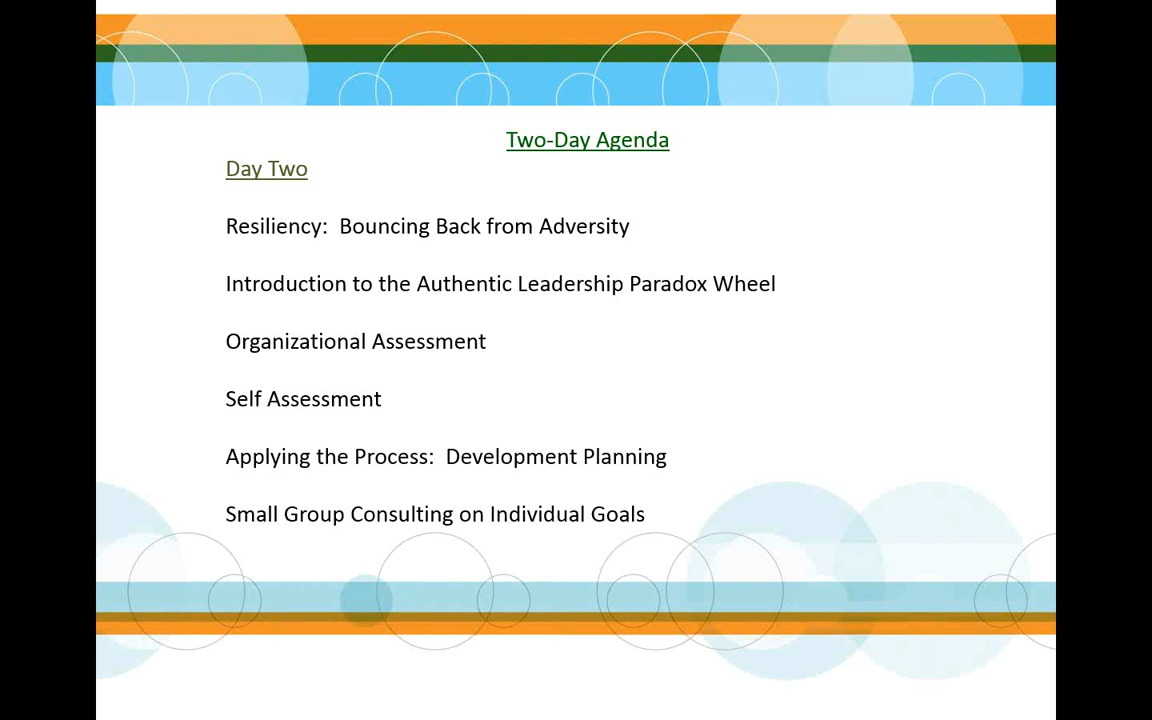 Two-Day Agenda
Day Two
Resiliency:  Bouncing Back from Adversity
Introduction to the Authentic Leadership Paradox Wheel
Organizational Assessment
Self Assessment
Applying the Process:  Development Planning
Small Group Consulting on Individual Goals